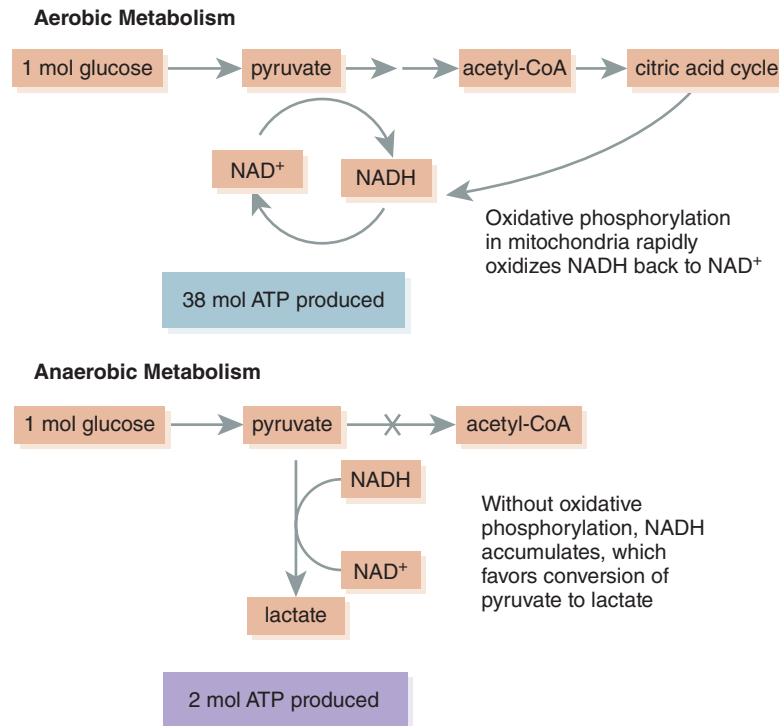 Aerobic Metabolism
1 mol glucose
pyruvate
acetyl-CoA
citric acid cycle
NAD⁺
NADH
Oxidative phosphorylation
in mitochondria rapidly
oxidizes NADH back to NAD⁺
38 mol ATP produced
Anaerobic Metabolism
1 mol glucose
pyruvate
acetyl-CoA
NADH
Without oxidative
phosphorylation, NADH
accumulates, which
favors conversion of
pyruvate to lactate
NAD⁺
lactate
2 mol ATP produced